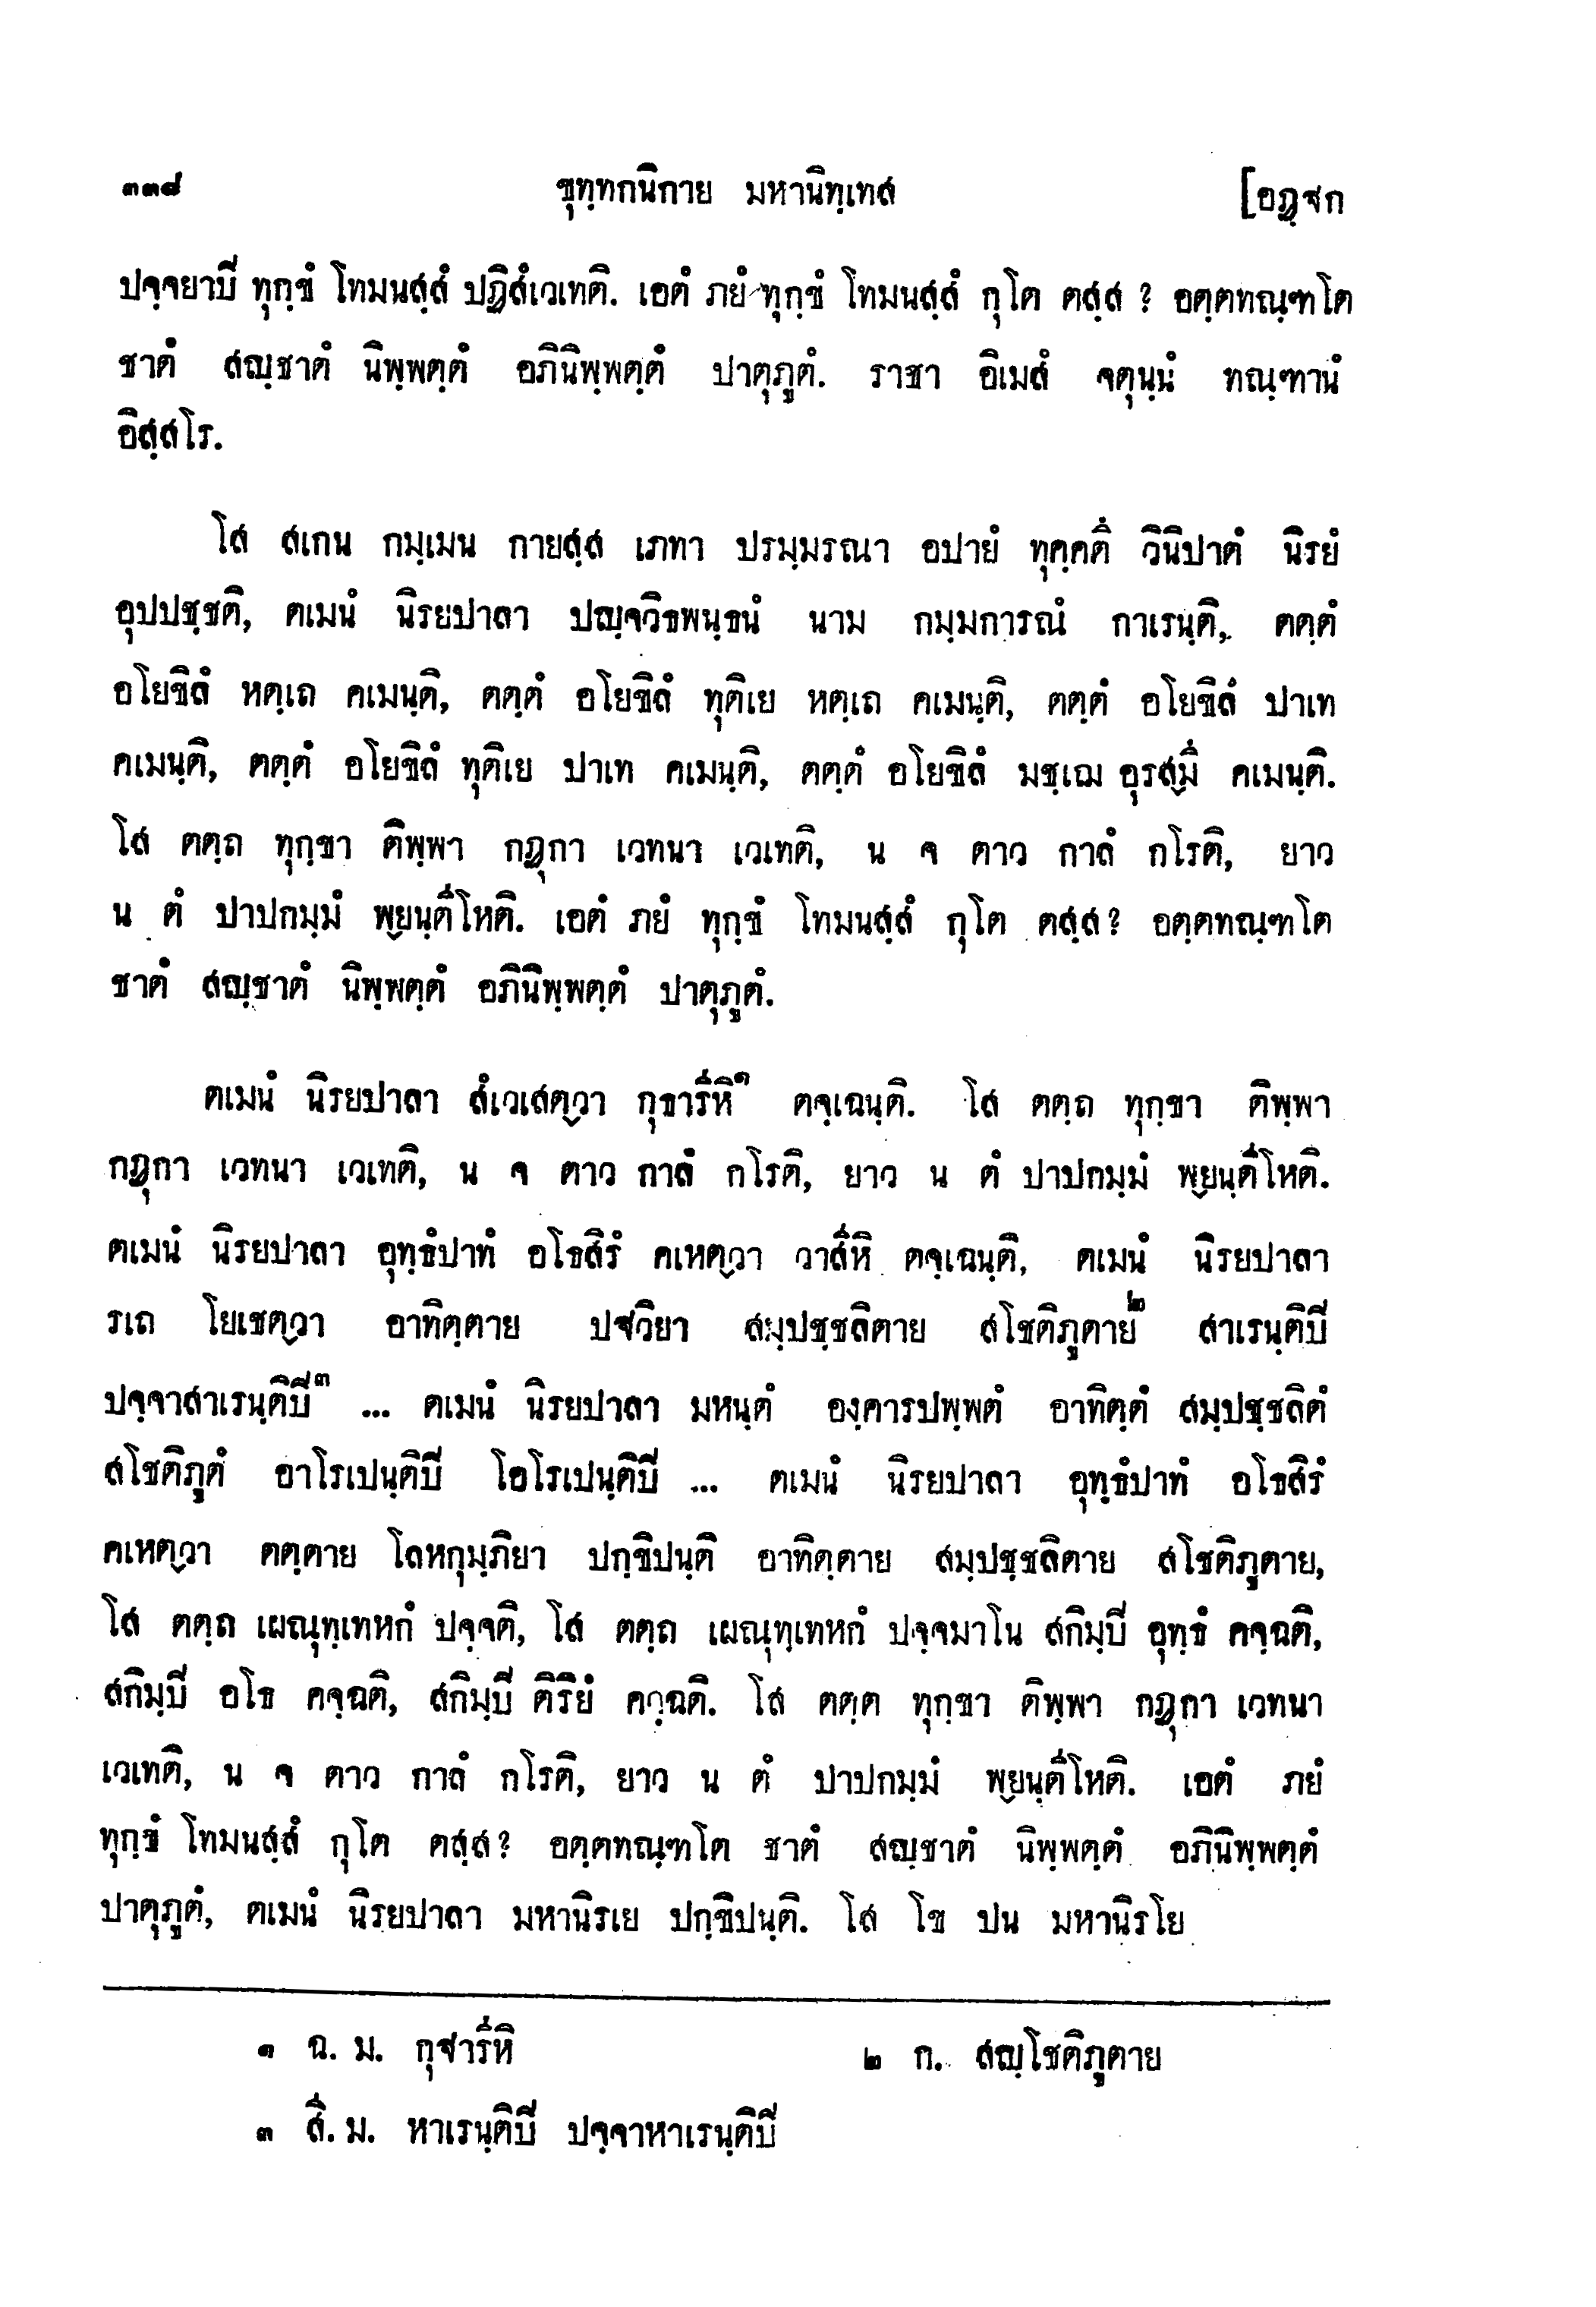 ๓๓๘ ขุทฺทกนิกาย มหานิทฺเทส [อฏฺฐก
ปจฺจยาปิ ทุกฺขํ โทมนสฺสํ ปฏิสํเวเทติ. เอตํ ภยํ ทุกฺขํ โทมนสฺสํ กุโต ตสฺส ? อตฺตทณฺฑโต
ชาตํ สญฺชาตํ นิพฺพตฺตํ อภินิพฺพตฺตํ ปาตุภูตํ. ราชา อิเมสํ จตุนฺนํ ทณฺฑานํ
อิสฺสโร.
โส สเกน กมฺเมน กายสฺส เภทา ปรมฺมรณา อปายํ ทุคฺคตึ วินิปาตํ นิรยํ
อุปปชฺชติ, ตเมนํ นิรยปาลา ปญฺจวิธพนฺธนํ นาม กมฺมการณํ กาเรนฺติ, ตตฺตํ
อโยขิลํ หตฺเถ คเมนฺติ, ตตฺตํ อโยขิลํ ทุติเย หตฺเถ คเมนฺติ, ตตฺตํ อโยขิลํ ปาเท
คเมนฺติ, ตตฺตํ อโยขิลํ ทุติเย ปาเท คเมนฺติ, ตตฺตํ อโยขิลํ มชฺเฌ อุรสฺมึ คเมนฺติ.
โส ตตฺถ ทุกฺขา ติพฺพา กฏุกา เวทนา เวเทติ, น จ ตาว กาลํ กโรติ, ยาว
น ตํ ปาปกมฺมํ พฺยนฺตีโหติ. เอตํ ภยํ ทุกฺขํ โทมนสฺสํ กุโต ตสฺส? อตฺตทณฺฑโต
ชาตํ สญฺชาตํ นิพฺพตฺตํ อภินิพฺพตฺตํ ปาตุภูตํ.
ตเมนํ นิรยปาลา สํเวเสตฺวา กุธารีหิ๑ ตจฺเฉนฺติ. โส ตตฺถ ทุกฺขา ติพฺพา
กฏุกา เวทนา เวเทติ, น จ ตาว กาลํ กโรติ, ยาว น ตํ ปาปกมฺมํ พฺยนฺตีโหติ.
ตเมนํ นิรยปาลา อุทฺธํปาทํ อโธสิรํ คเหตฺวา วาสีหิ ตจฺเฉนฺติ, ตเมนํ นิรยปาลา
รเถ โยเชตฺวา อาทิตฺตาย ปฐวิยา สมฺปชฺชลิตาย สโชติภูตาย๒ สาเรนฺติปิ
ปจฺจาสาเรนฺติปิ๓ ... ตเมนํ นิรยปาลา มหนฺตํ องฺคารปพฺพตํ อาทิตฺตํ สมฺปชฺชลิตํ
สโชติภูตํ อาโรเปนฺติปิ โอโรเปนฺติปิ ... ตเมนํ นิรยปาลา อุทฺธํปาทํ อโธสิรํ
คเหตฺวา ตตฺตาย โลหกุมฺภิยา ปกฺขิปนฺติ อาทิตฺตาย สมฺปชฺชลิตาย สโชติภูตาย,
โส ตตฺถ เผณุทฺเทหกํ ปจฺจติ, โส ตตฺถ เผณุทฺเทหกํ ปจฺจมาโน สกิมฺปิ อุทฺธํ คจฺฉติ,
สกิมฺปิ อโธ คจฺฉติ, สกิมฺปิ ติริยํ คจฺฉติ. โส ตตฺถ ทุกฺขา ติพฺพา กฏุกา เวทนา
เวเทติ, น จ ตาว กาลํ กโรติ, ยาว น ตํ ปาปกมฺมํ พฺยนฺตีโหติ. เอตํ ภยํ
ทุกฺขํ โทมนสฺสํ กุโต ตสฺส? อตฺตทณฺฑโต ชาตํ สญฺชาตํ นิพฺพตฺตํ อภินิพฺพตฺตํ
ปาตุภูตํ, ตเมนํ นิรยปาลา มหานิรเย ปกฺขิปนฺติ. โส โข ปน มหานิรโย
๑ ฉ. ม. กุฐารีหิ ๒ ก. สญฺโชติภูตาย
๓ สี. ม. หาเรนฺติปิ ปจฺจาหาเรนฺติปิ